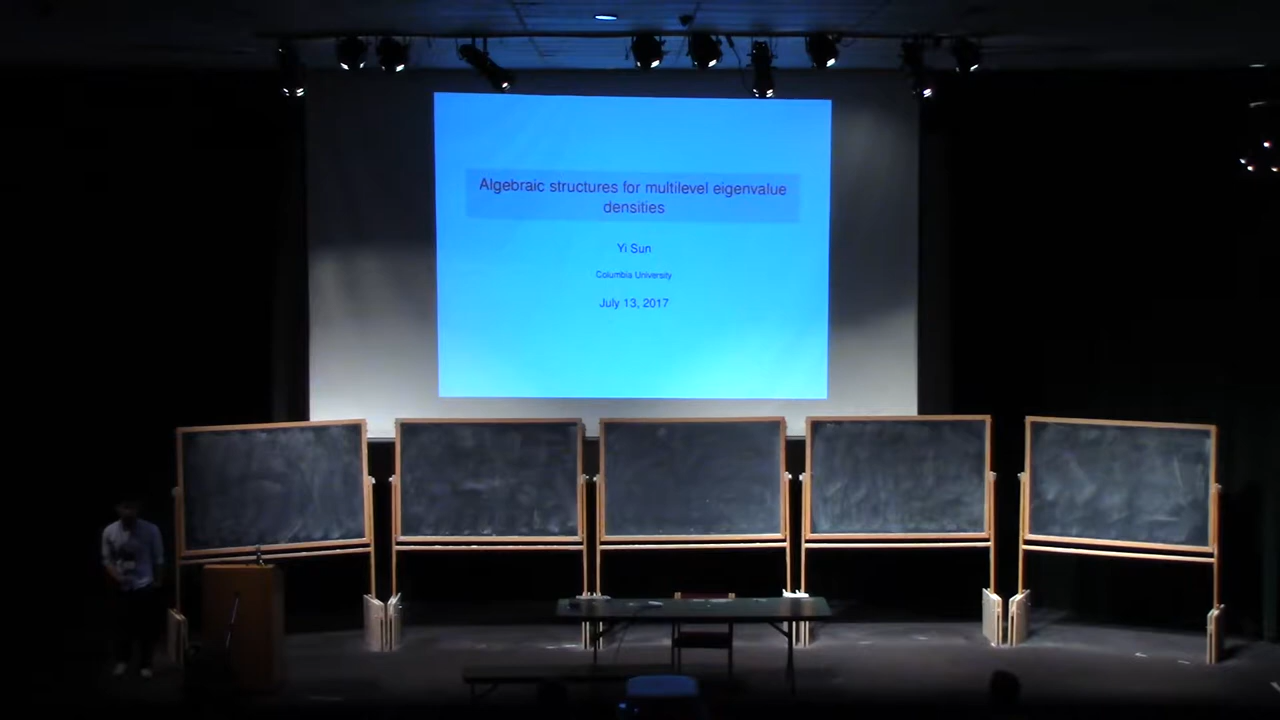 Algebraic structures for multilevel eigenvalue
densities
Yi Sun
Columbia University
July 13, 2017